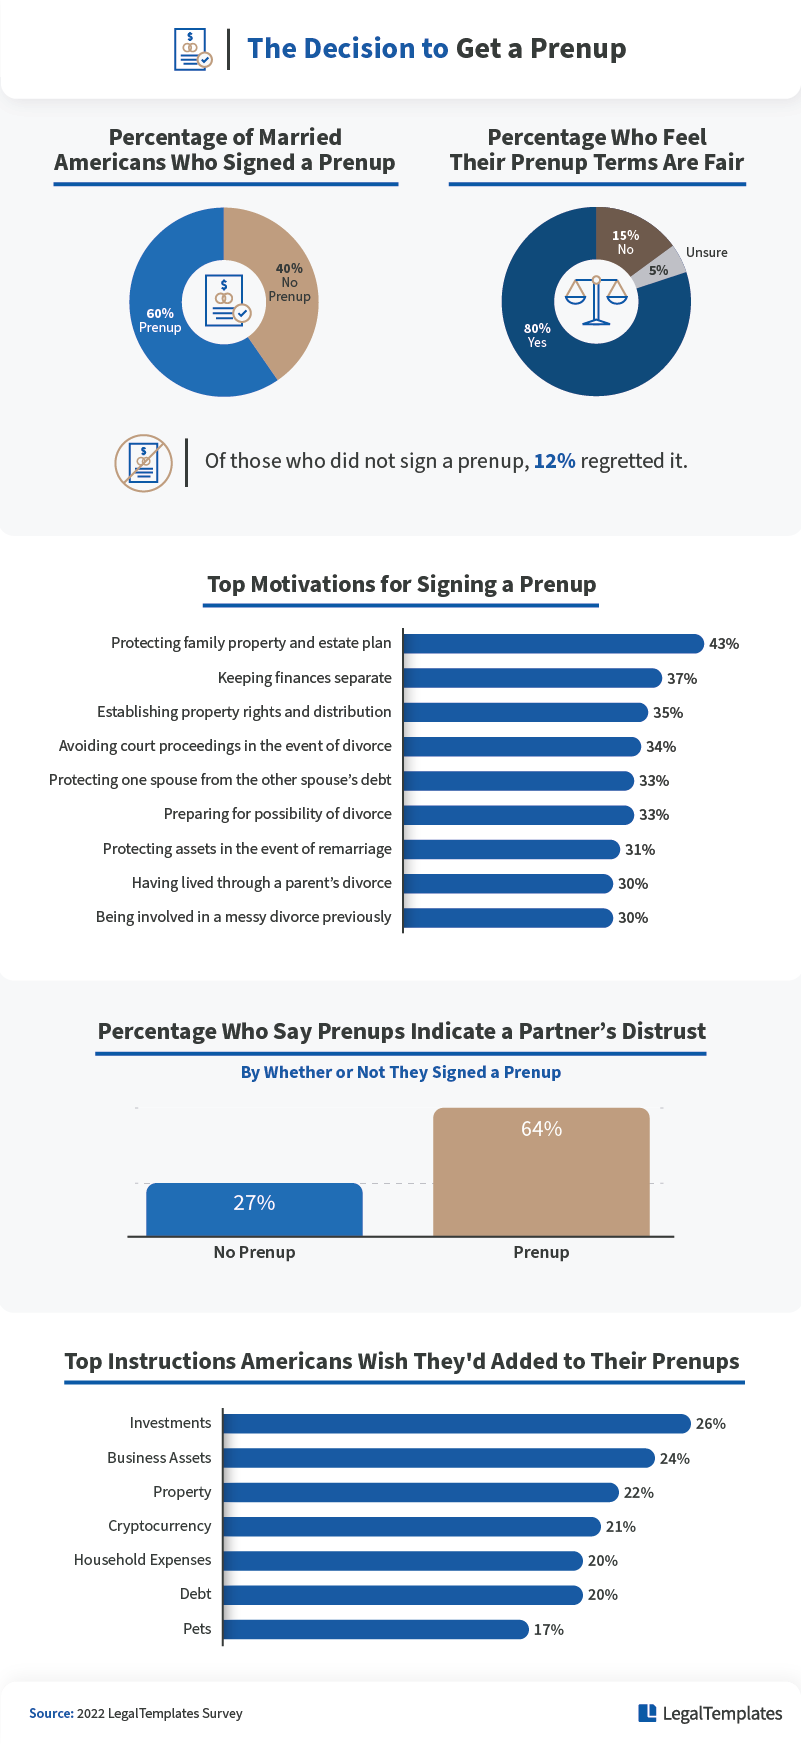 The Decision to Get a Prenup
Percentage of Married
Americans Who Signed a Prenup
$
40%
No
Prenup
60%
Prenup
Percentage Who Feel
Their Prenup Terms Are Fair
15%
No
Unsure
5%
80%
Yes
Of those who did not sign a prenup, 12% regretted it.
Top Motivations for Signing a Prenup
Protecting family property and estate plan 43%
Keeping finances separate 37%
Establishing property rights and distribution 35%
Avoiding court proceedings in the event of divorce 34%
Protecting one spouse from the other spouse’s debt 33%
Preparing for possibility of divorce 33%
Protecting assets in the event of remarriage 31%
Having lived through a parent’s divorce 30%
Being involved in a messy divorce previously 30%
Percentage Who Say Prenups Indicate a Partner’s Distrust
By Whether or Not They Signed a Prenup
27%
64%
No Prenup
Prenup
Top Instructions Americans Wish They'd Added to Their Prenups
Investments 26%
Business Assets 24%
Property 22%
Cryptocurrency 21%
Household Expenses 20%
Debt 20%
Pets 17%
Source: 2022 LegalTemplates Survey
LegalTemplates